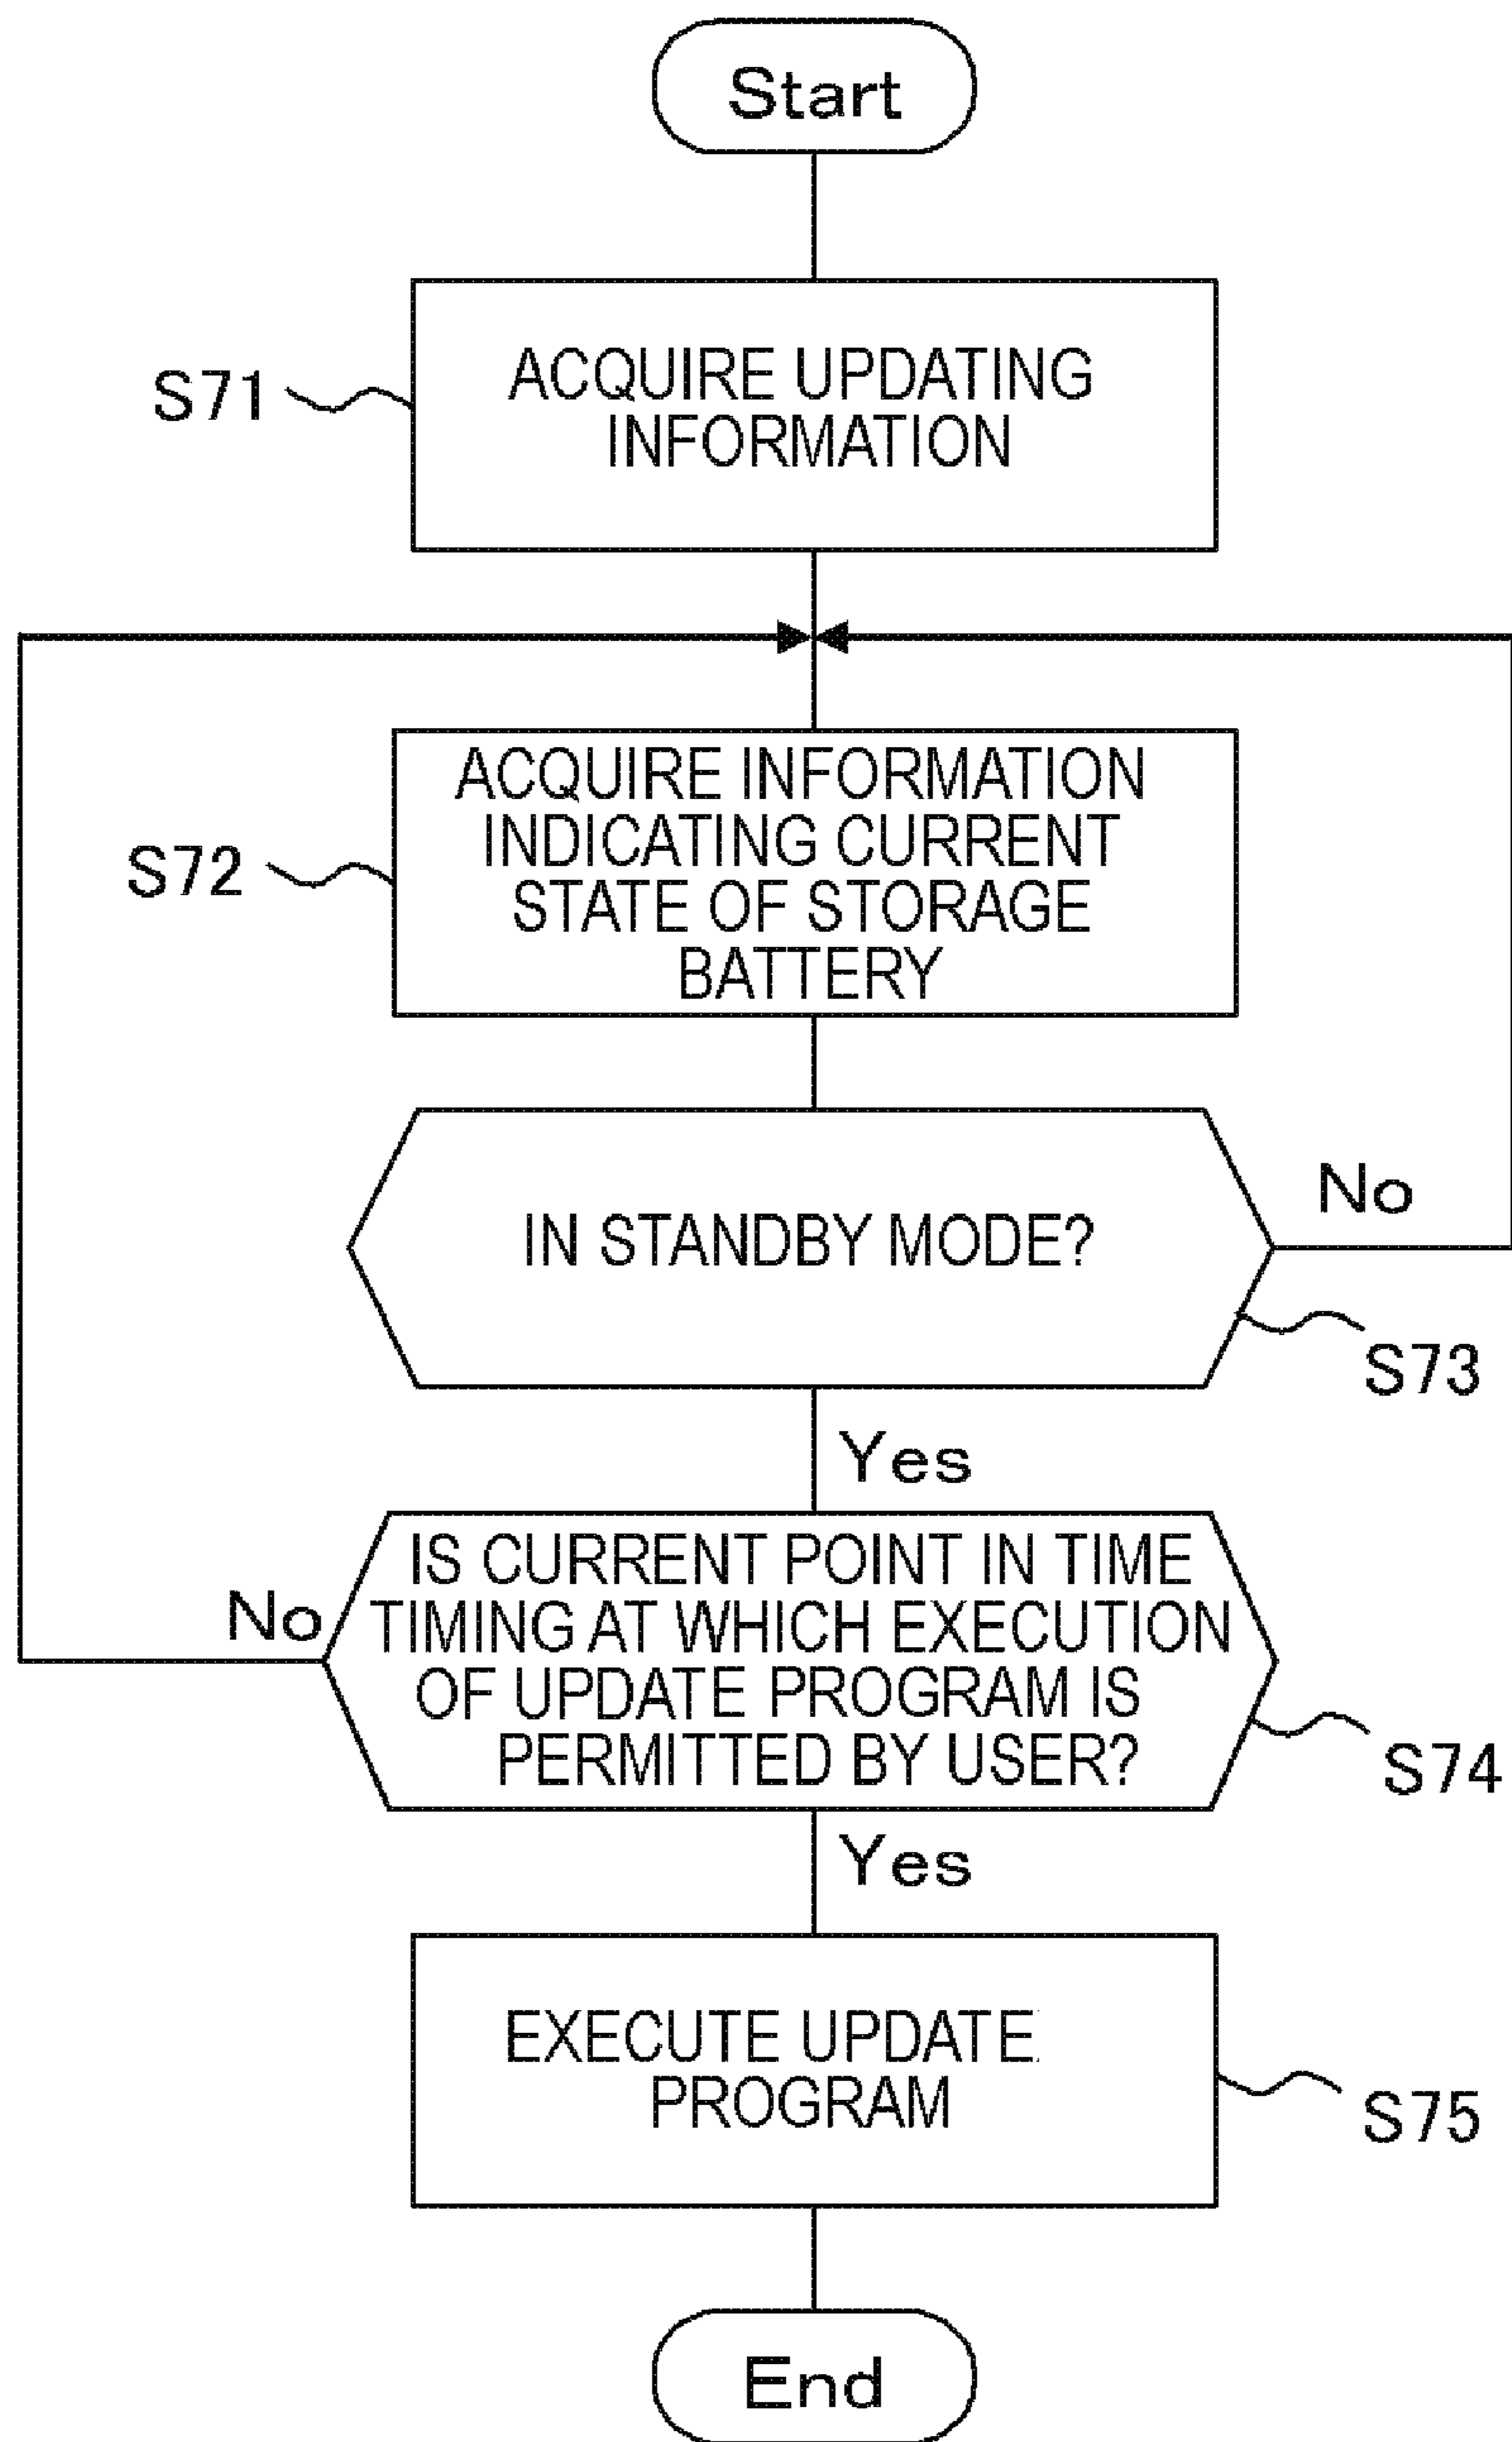 Start
S71
ACQUIRE UPDATING
INFORMATION
S72
ACQUIRE INFORMATION
INDICATING CURRENT
STATE OF STORAGE
BATTERY
IN STANDBY MODE?
No
S73
Yes
No
IS CURRENT POINT IN TIME
TIMING AT WHICH EXECUTION
OF UPDATE PROGRAM IS
PERMITTED BY USER?
S74
Yes
EXECUTE UPDATE
PROGRAM
S75
End